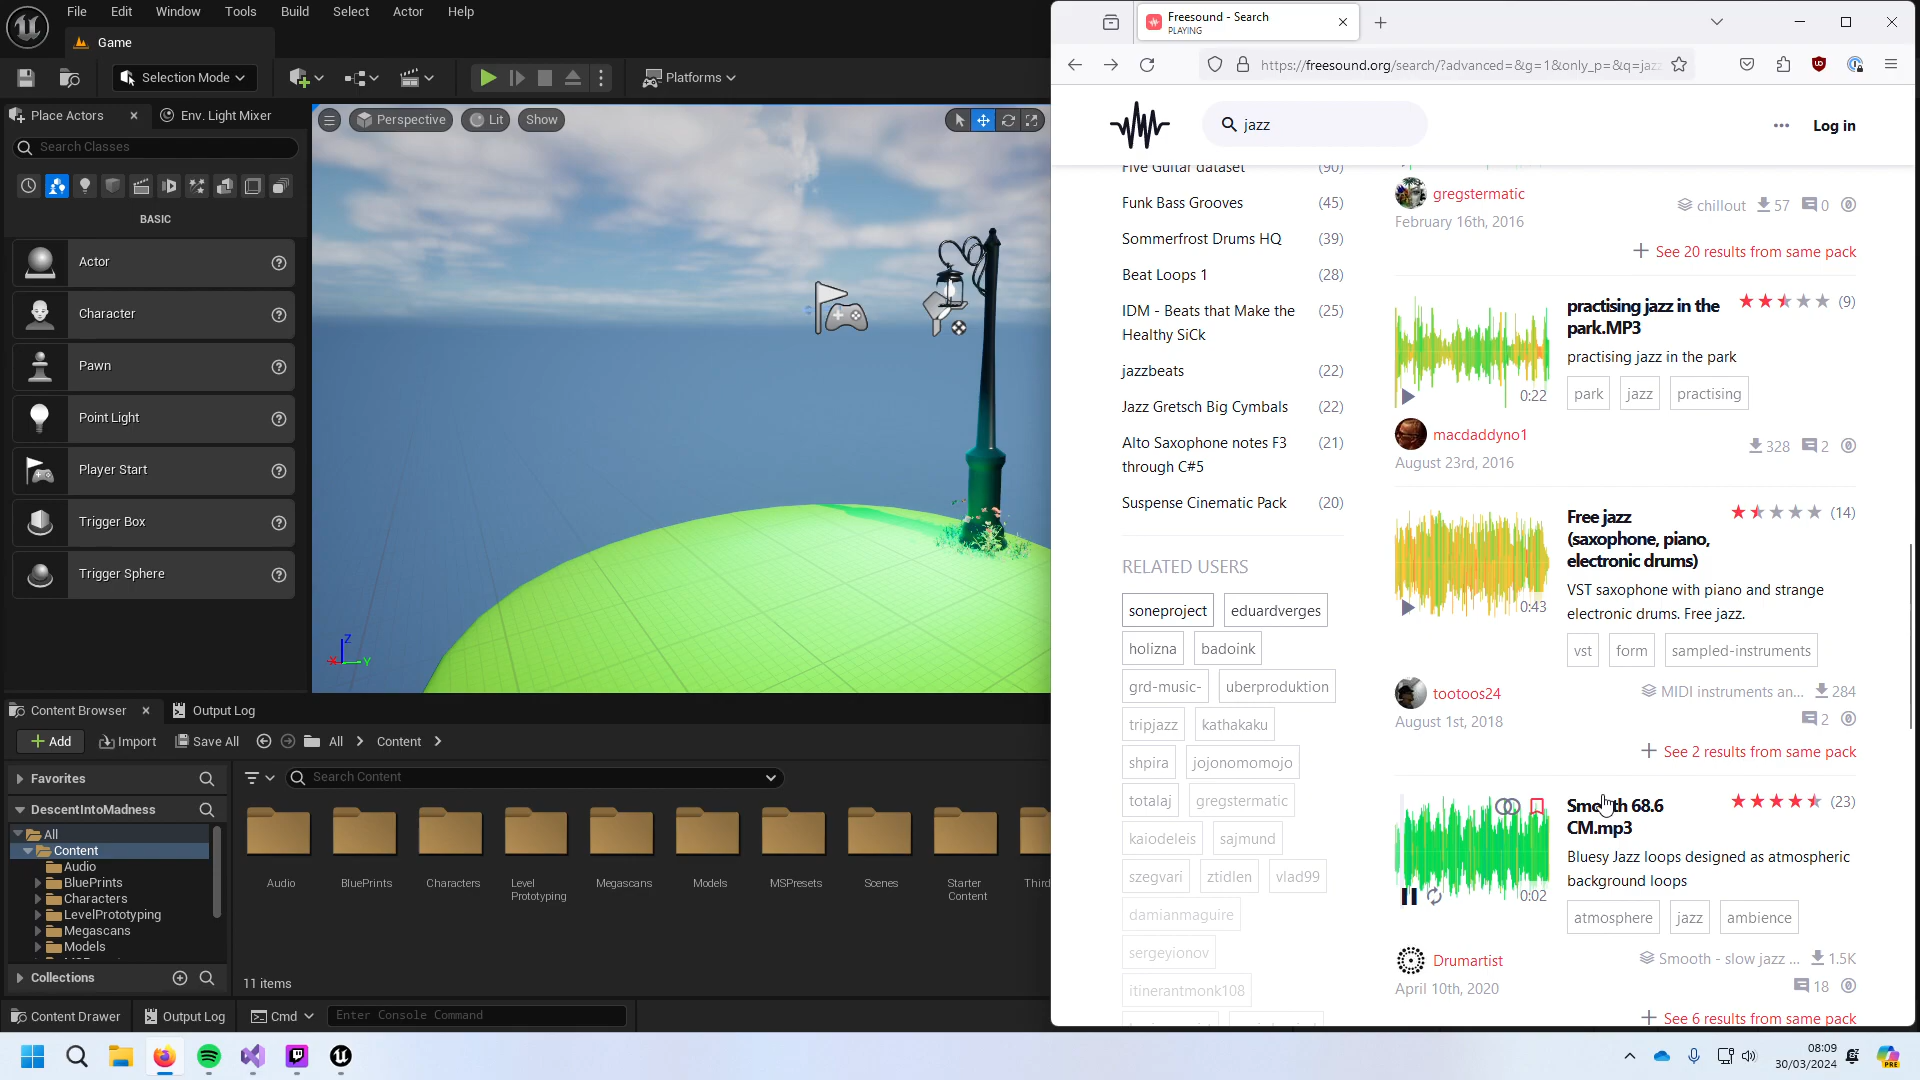 File Edit Window Tools Build Select Actor Help
Game
Selection Mode
Platforms
Place Actors
Env. Light Mixer
Search Classes
BASIC
Actor
Character
Pawn
Point Light
Player Start
Trigger Box
Trigger Sphere
Perspective
Lit
Show
Z
X
Y
Content Browser
Output Log
Add
Import
Save All
All
Content
Favorites
Search Content
DescentIntoMadness
All
Content
Audio
BluePrints
Characters
LevelPrototyping
Megascans
Models
Collections
Audio
BluePrints
Characters
Level
Prototyping
Megascans
Models
MSPresets
Scenes
Starter
Content
11 items
Content Drawer
Output Log
Cmd
Enter Console Command
Freesound - Search
PLAYING
https://freesound.org/search/?advanced=&g=1&only_p=&q=jazz
jazz
Log in
Five Guitar dataset (90)
Funk Bass Grooves (45)
Sommerfrost Drums HQ (39)
Beat Loops 1 (28)
IDM - Beats that Make the (25)
Healthy SiCk
jazzbeats (22)
Jazz Gretsch Big Cymbals (22)
Alto Saxophone notes F3 (21)
through C#5
Suspense Cinematic Pack (20)
RELATED USERS
soneproject eduardverges
holizna badoink
grd-music- uberproduktion
tripjazz kathakaku
shpira jojonomomojo
totalaj gregstermatic
kaiodeleis sajmund
szegvari ztidlen vlad99
damianmaguire
sergeyionov
itinerantmonk108
gregstermatic
February 16th, 2016
chillout 57 0
See 20 results from same pack
practising jazz in the (9)
park.MP3
practising jazz in the park
park jazz practising
0:22
macdaddyno1
August 23rd, 2016
328 2
Free jazz (14)
(saxophone, piano,
electronic drums)
VST saxophone with piano and strange
electronic drums. Free jazz.
0:43
vst form sampled-instruments
tootoos24
August 1st, 2018
MIDI instruments an... 284
2
See 2 results from same pack
Smooth 68.6 (23)
CM.mp3
Bluesy Jazz loops designed as atmospheric
background loops
0:02
atmosphere jazz ambience
Drumartist
April 10th, 2020
Smooth - slow jazz ... 1.5K
18
See 6 results from same pack
08:09
30/03/2024
PRE